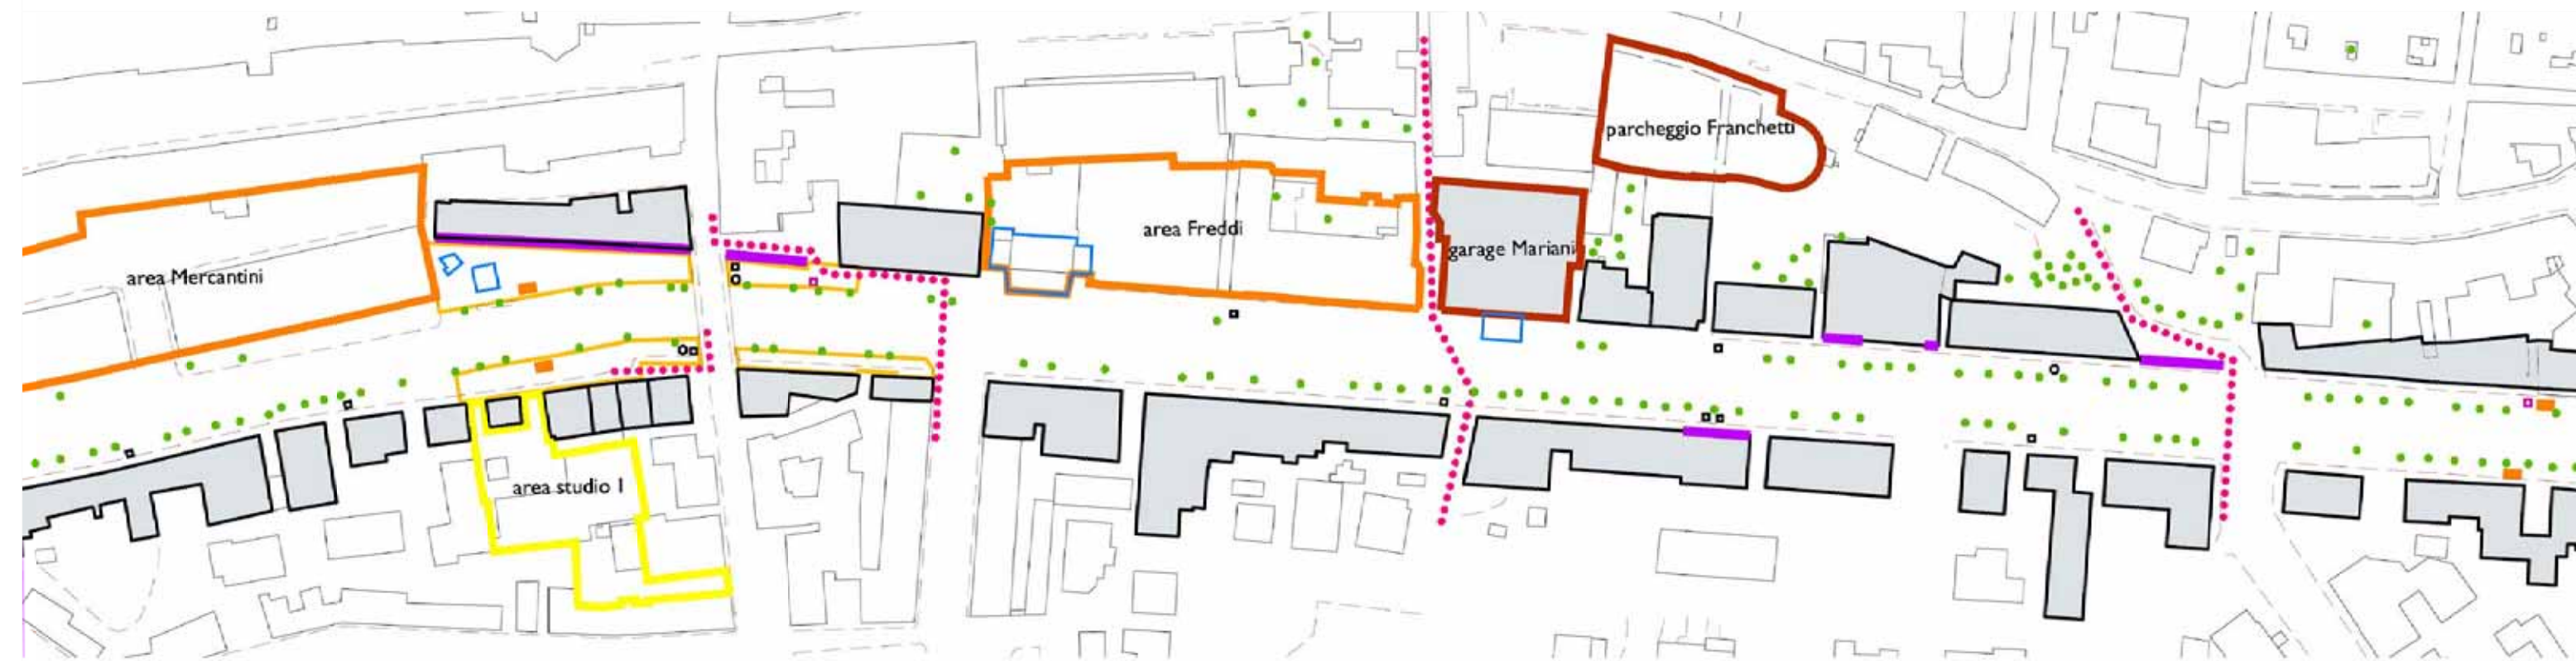 parcheggio Franchetti
area Freddi
garage Mariani
area Mercantini
area studio 1